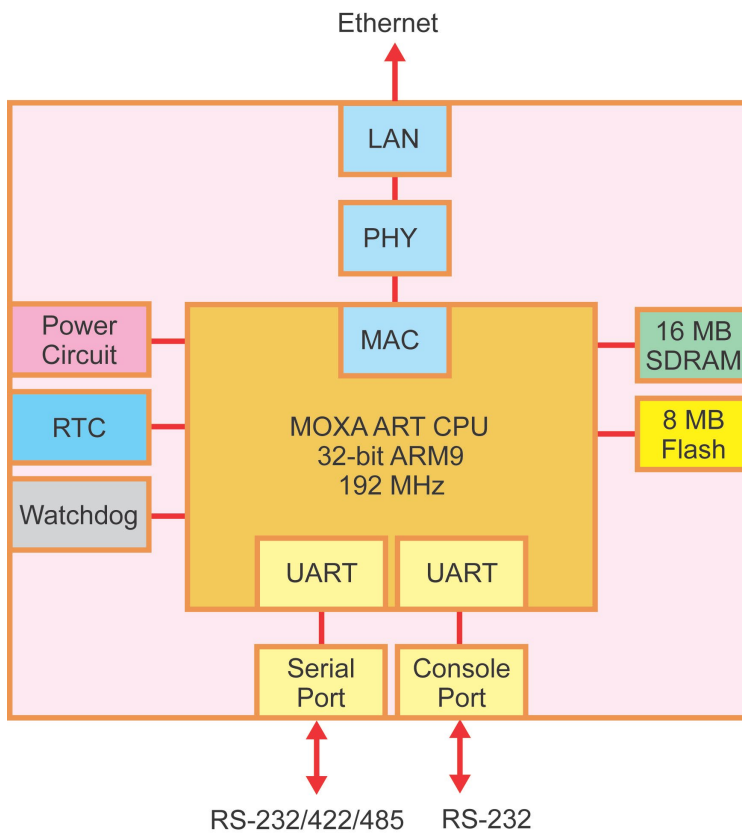 Ethernet
LAN
PHY
MAC
Power
Circuit
16 MB
SDRAM
RTC
MOXA ART CPU
32-bit ARM9
192 MHz
8 MB
Flash
Watchdog
UART
UART
Serial
Port
Console
Port
RS-232/422/485
RS-232